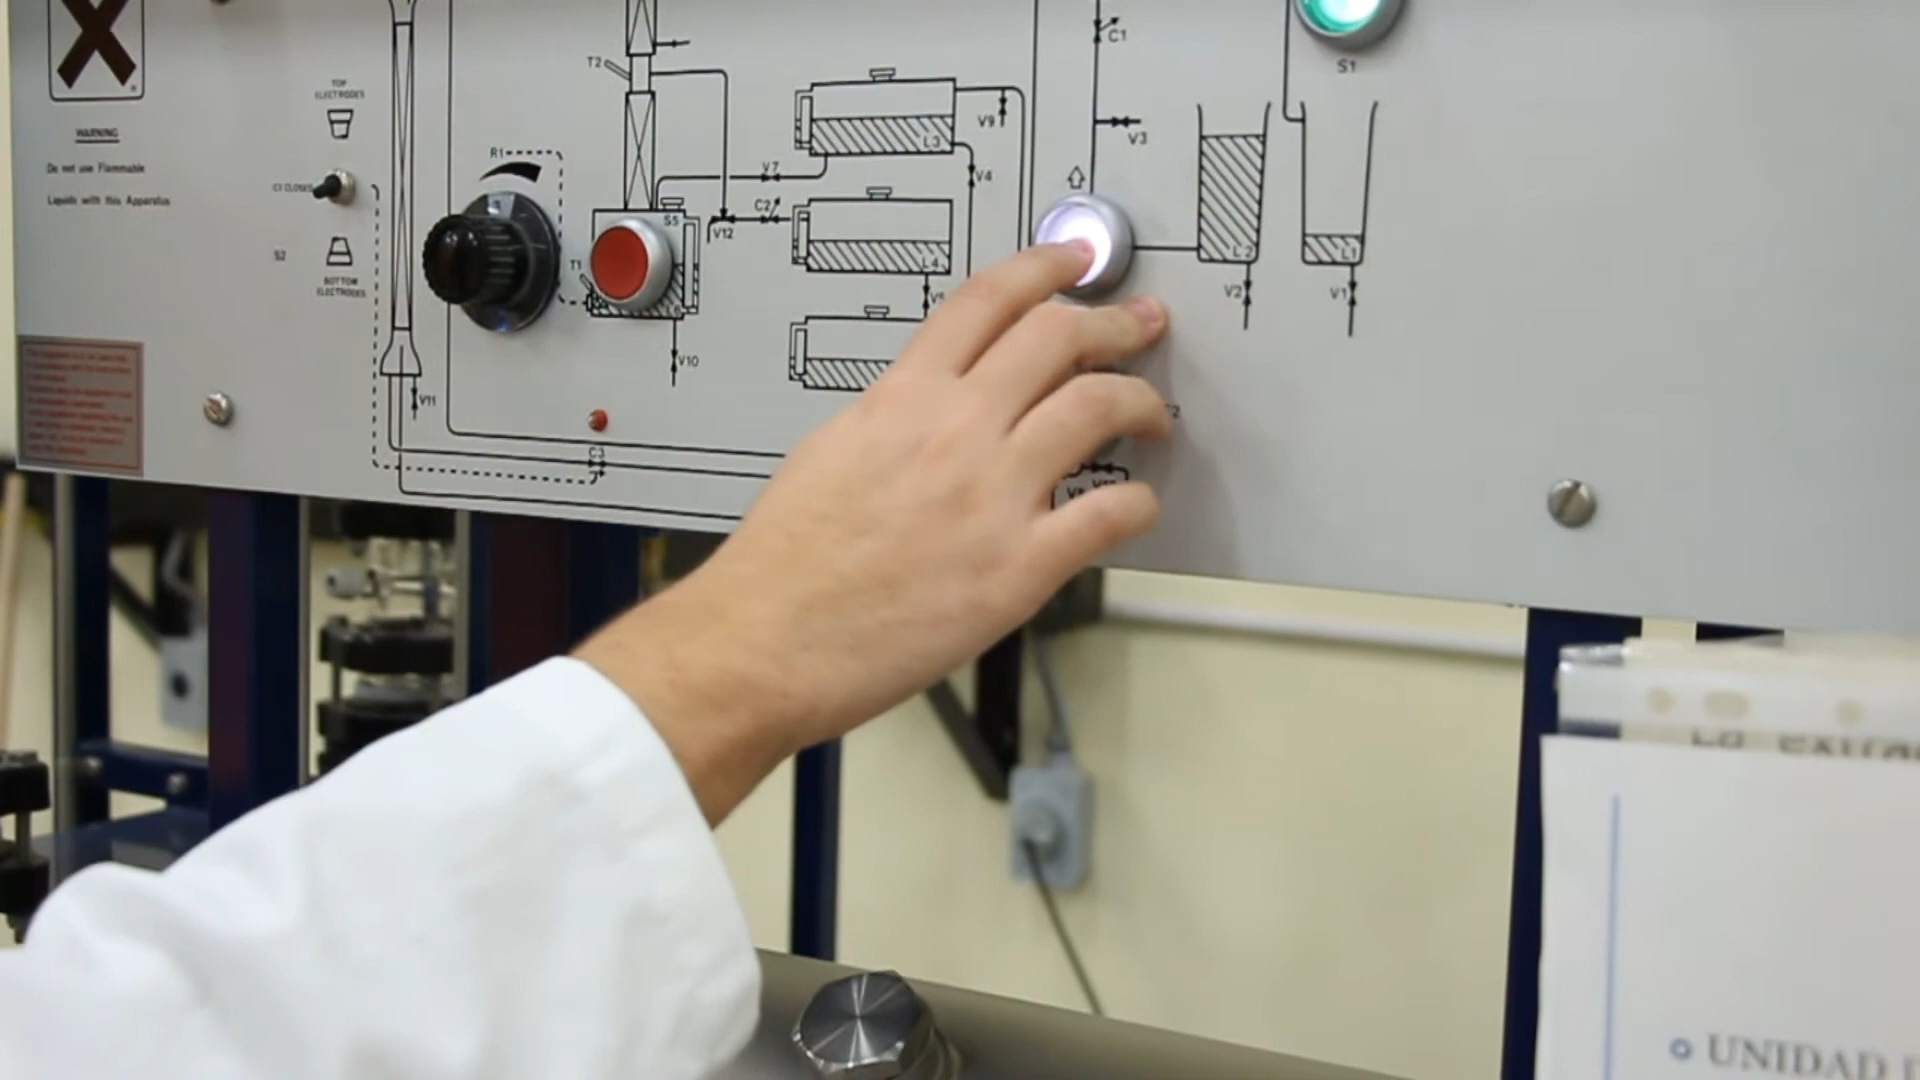 WARNING
Do not use Flammable
Liquids with this Apparatus
TOP
ELECTRODES
C3 CLOSES
S2
BOTTOM
ELECTRODES
V11
R1
T2
T1
S5
V10
C3
V12
V7
C2
L3
L4
V9
V4
V5
C1
V3
S1
L2
L1
V2
V1
UNIDAD